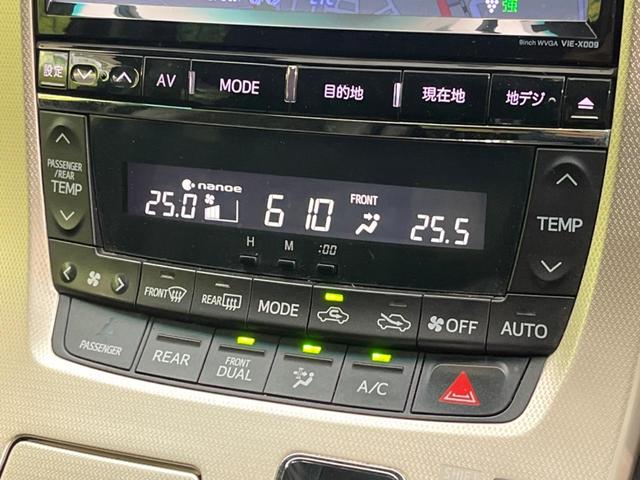 強
8inch WVGA VIE-X009
設定
AV
MODE
目的地
現在地
地デジ
PASSENGER
/REAR
TEMP
nanoe
25.0
6 10
FRONT
25.5
TEMP
H
M
:00
FRONT
REAR
MODE
OFF
AUTO
PASSENGER
REAR
FRONT
DUAL
A/C